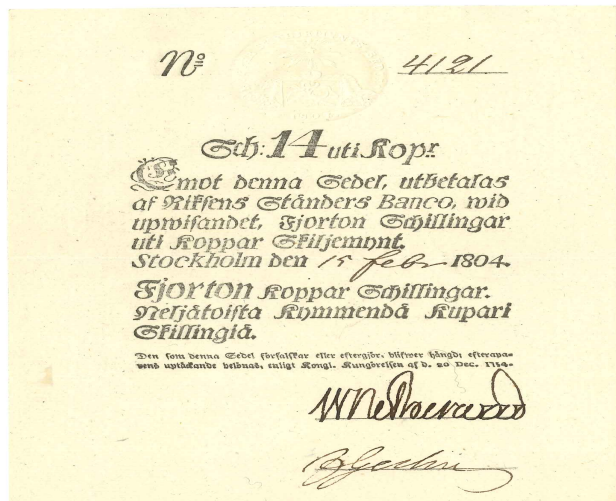 No 4121
Sch: 14 uti Kopr
Emot denna Sedel, utbetalas
af Riksens Ständers Banco, wid
upwisandet, Fjorton Schillingar
uti Koppar Skiljemynt.
Stockholm den 15 febr 1804.
Fjorton Koppar Schillingar.
Neljätoista Kymmendä Kupari
Skillingiä.
Den som denna Sedel förfalskar eller eftergjör, blifwer hängd; efterapa-
rens uptäckande belönas, enligt Kongl. Kungörelsen af d. 20 Dec. 1754.